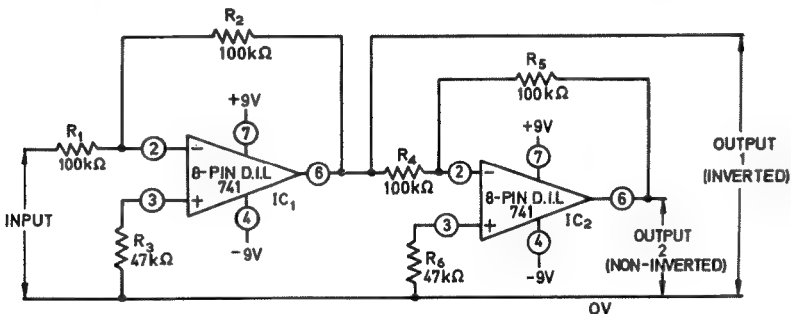 R2
100kΩ
R5
100kΩ
+9V
+9V
R1
100kΩ
7
7
OUTPUT
1
(INVERTED)
2
−
8-PIN D.I.L
741
6
R4
100kΩ
2
−
8-PIN D.I.L
741
6
3
+
IC1
3
+
IC2
INPUT
4
4
OUTPUT
2
(NON-INVERTED)
R3
47kΩ
−9V
R6
47kΩ
−9V
0V